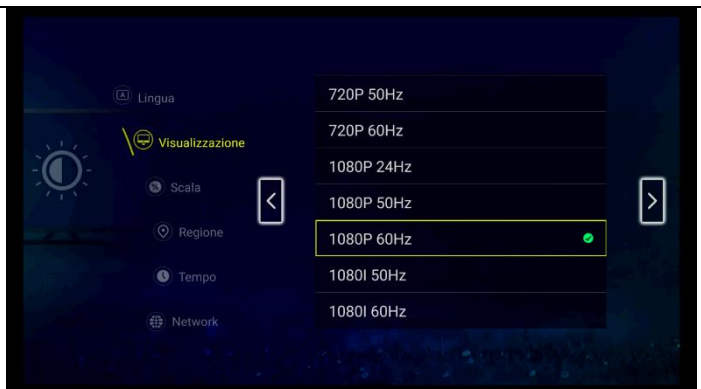 Lingua
Visualizzazione
Scala
Regione
Tempo
Network
720P 50Hz
720P 60Hz
1080P 24Hz
1080P 50Hz
1080P 60Hz
1080I 50Hz
1080I 60Hz